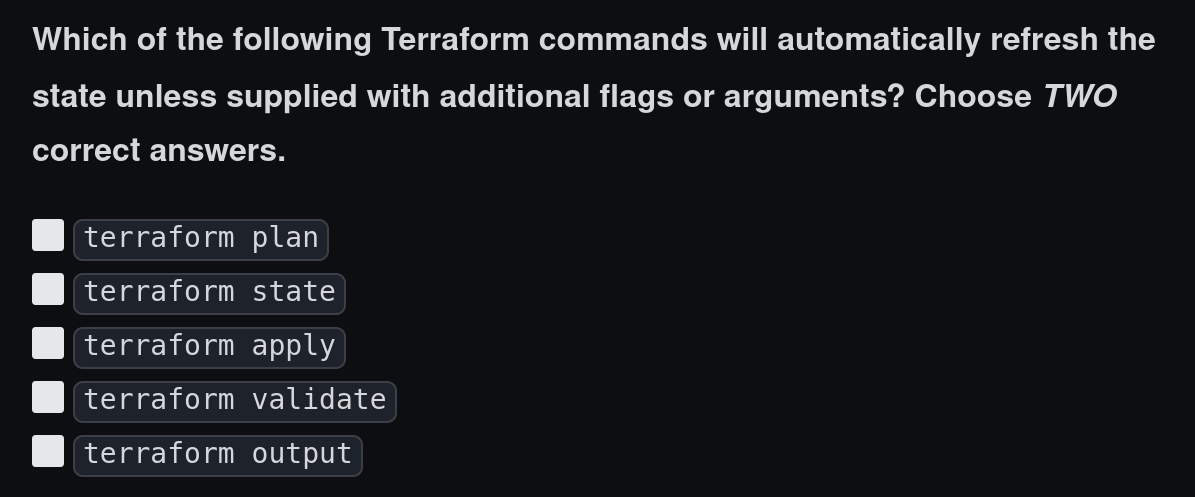 Which of the following Terraform commands will automatically refresh the
state unless supplied with additional flags or arguments? Choose TWO
correct answers.
terraform plan
terraform state
terraform apply
terraform validate
terraform output